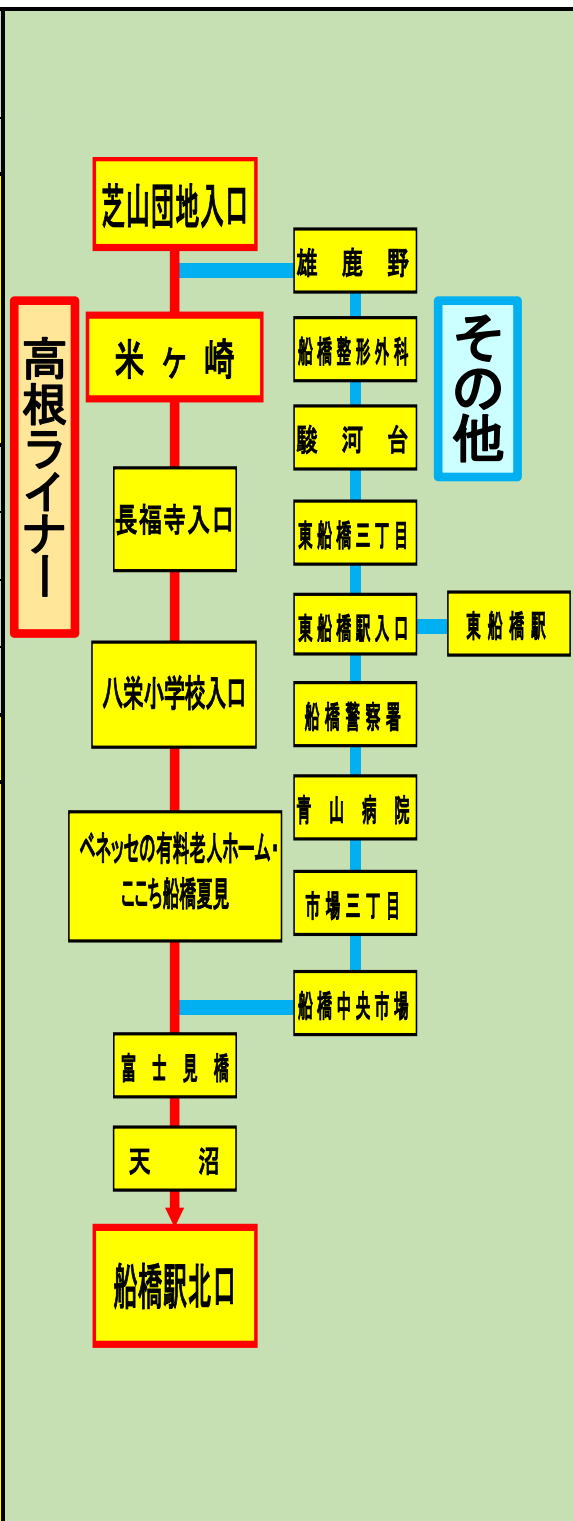 高根ライナー
芝山団地入口
米ヶ崎
長福寺入口
八栄小学校入口
ベネッセの有料老人ホーム・
ここち船橋夏見
富士見橋
天沼
船橋駅北口
その他
雄鹿野
船橋整形外科
駿河台
東船橋三丁目
東船橋駅入口
東船橋駅
船橋警察署
青山病院
市場三丁目
船橋中央市場